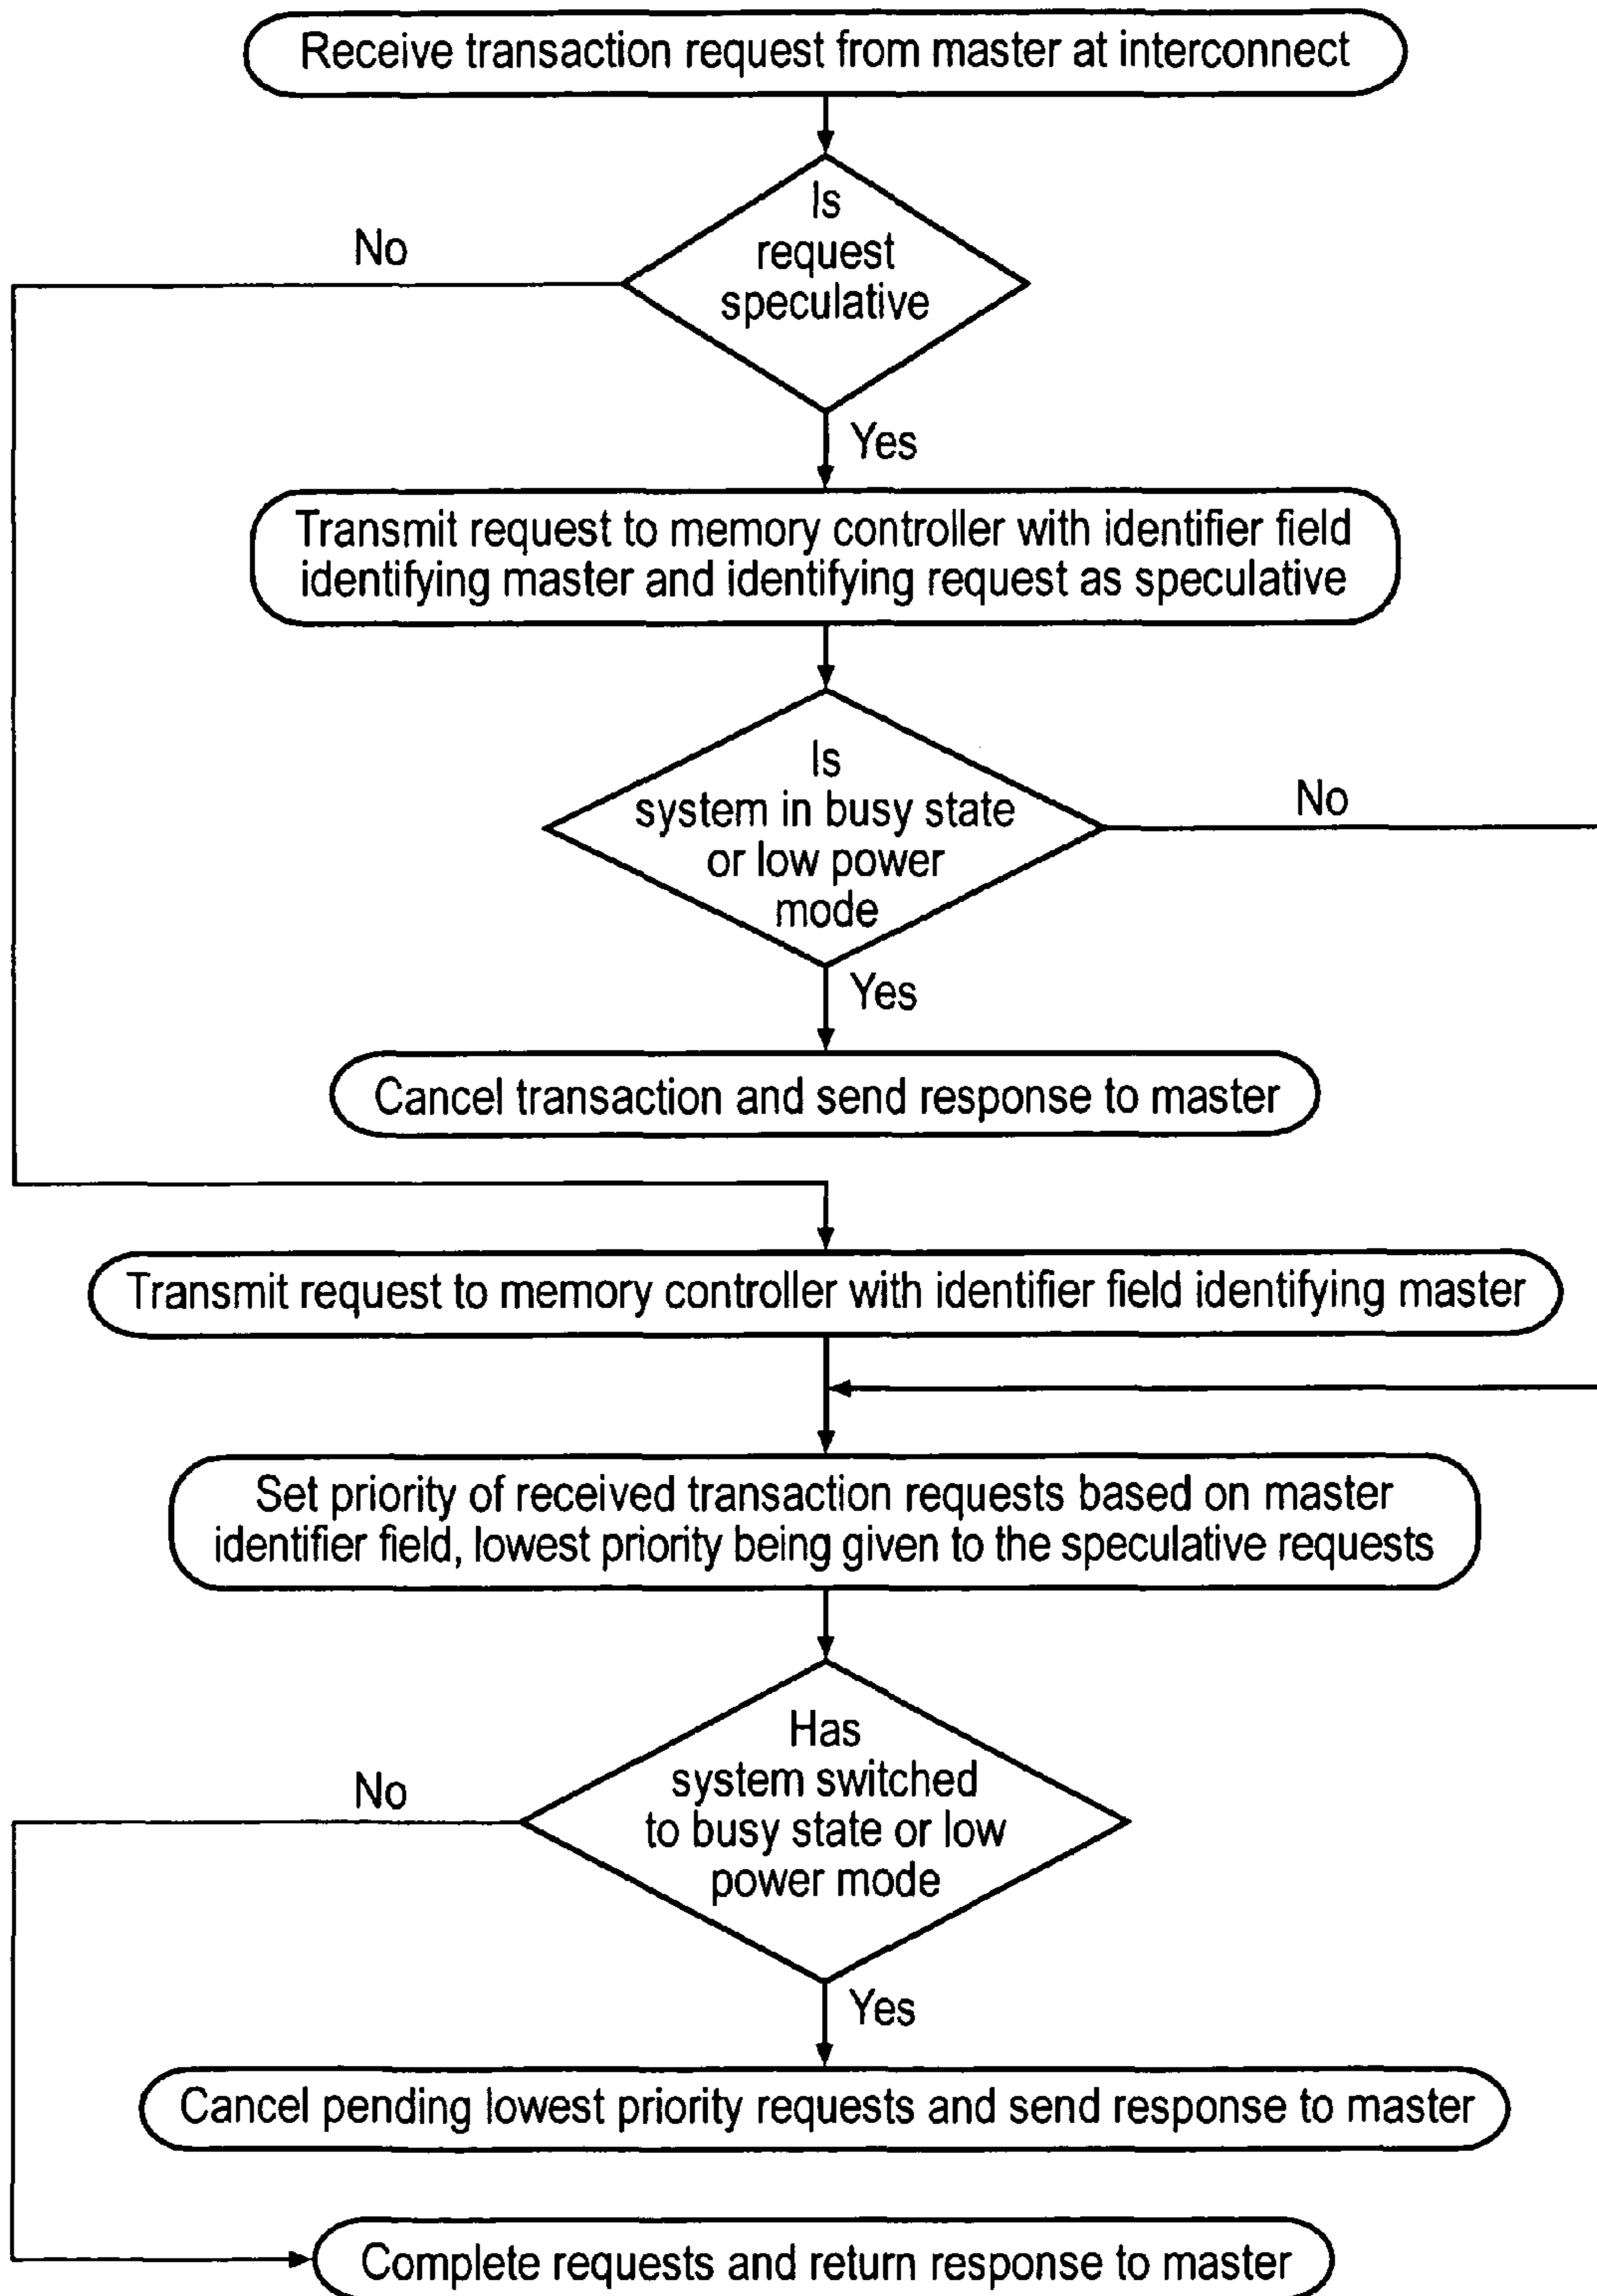 Receive transaction request from master at interconnect
Is
request
speculative
No
Yes
Transmit request to memory controller with identifier field
identifying master and identifying request as speculative
Is
system in busy state
or low power
mode
No
Yes
Cancel transaction and send response to master
Transmit request to memory controller with identifier field identifying master
Set priority of received transaction requests based on master
identifier field, lowest priority being given to the speculative requests
Has
system switched
to busy state or low
power mode
No
Yes
Cancel pending lowest priority requests and send response to master
Complete requests and return response to master